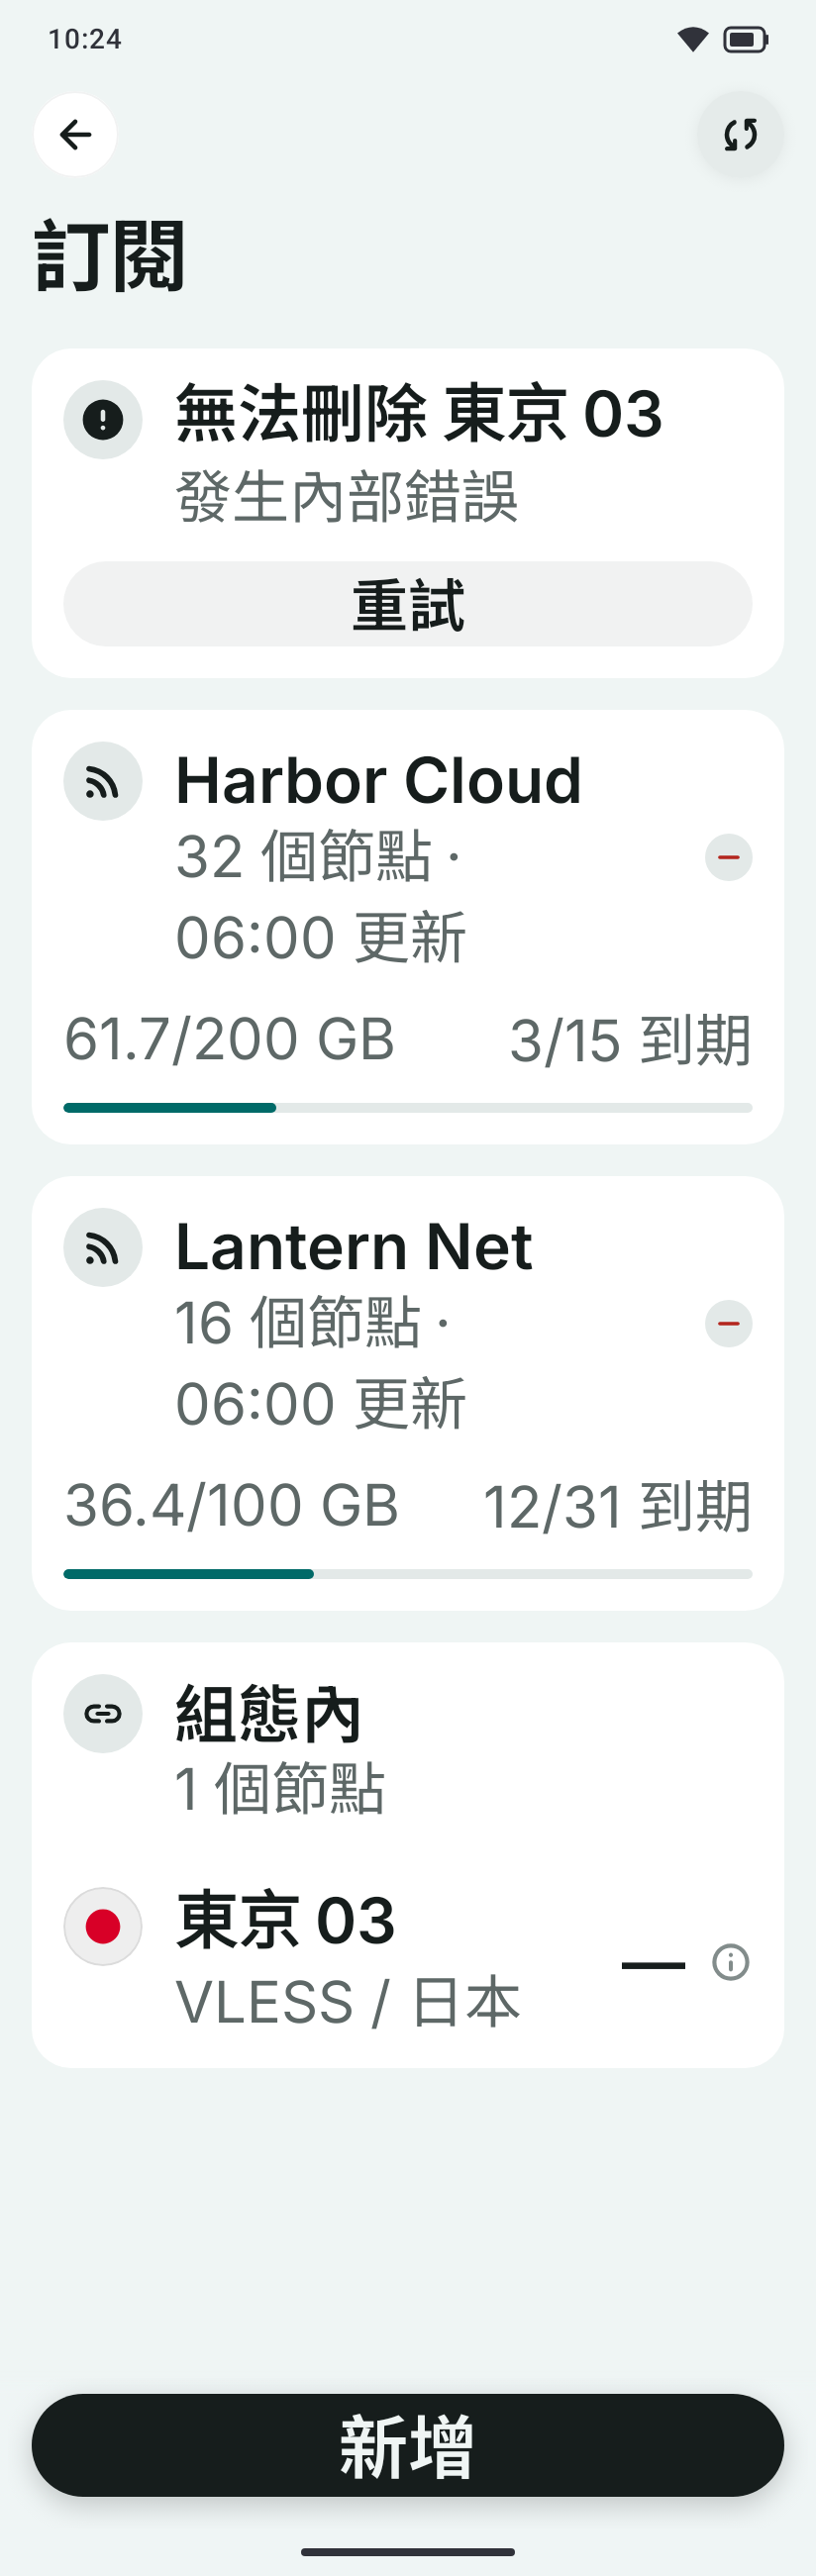 10:24
訂閱
無法刪除 東京 03
發生內部錯誤
重試
Harbor Cloud
32 個節點 ·
06:00 更新
61.7/200 GB
3/15 到期
Lantern Net
16 個節點 ·
06:00 更新
36.4/100 GB
12/31 到期
組態內
1 個節點
東京 03
—
VLESS / 日本
新增